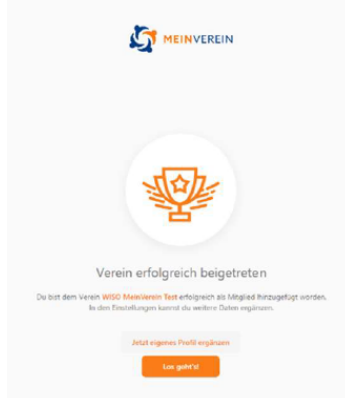 MEINVEREIN
Verein erfolgreich beigetreten
Du bist dem Verein WISO MeinVerein Test erfolgreich als Mitglied hinzugefügt worden.
In den Einstellungen kannst du weitere Daten ergänzen.
Jetzt eigenes Profil ergänzen
Los geht's!